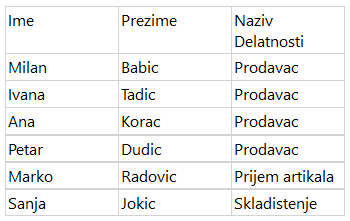 Ime Prezime Naziv
Delatnosti
Milan Babic Prodavac
Ivana Tadic Prodavac
Ana Korac Prodavac
Petar Dudic Prodavac
Marko Radovic Prijem artikala
Sanja Jokic Skladistenje